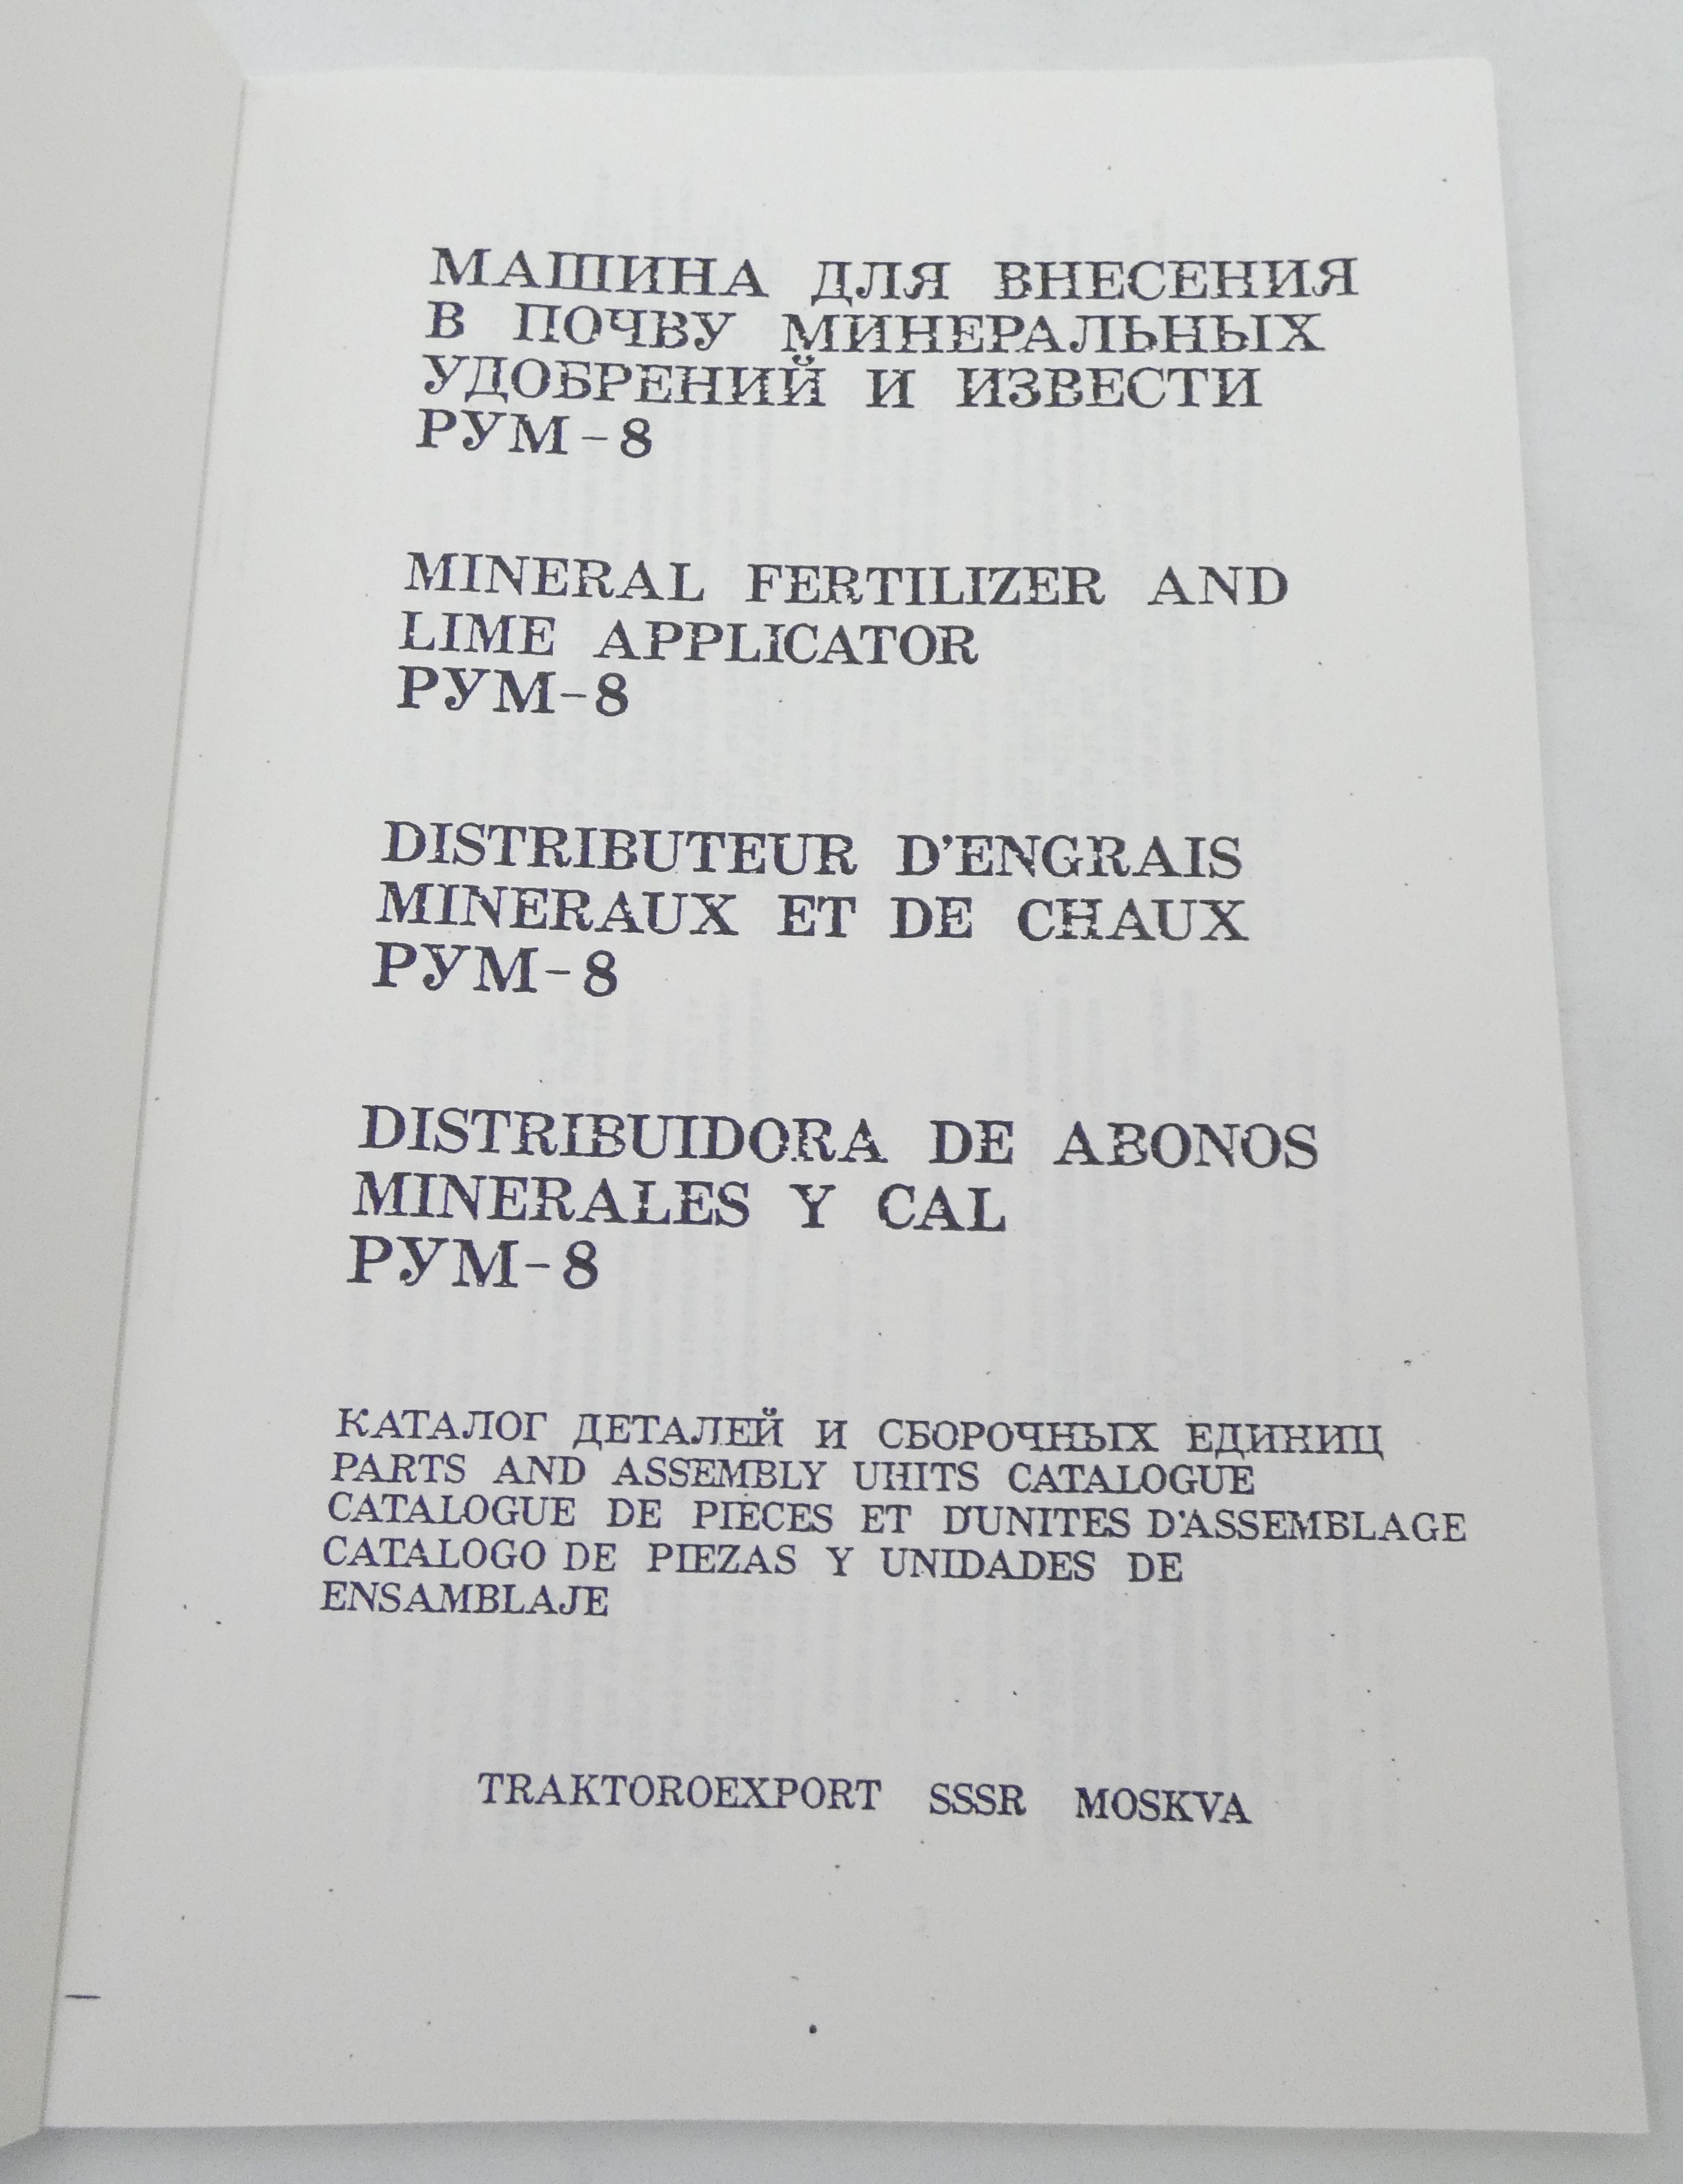 МАШИНА ДЛЯ ВНЕСЕНИЯ
В ПОЧВУ МИНЕРАЛЬНЫХ
УДОБРЕНИЙ И ИЗВЕСТИ
РУМ-8
MINERAL FERTILIZER AND
LIME APPLICATOR
РУМ-8
DISTRIBUTEUR D'ENGRAIS
MINERAUX ET DE CHAUX
РУМ-8
DISTRIBUIDORA DE ABONOS
MINERALES Y CAL
РУМ-8
КАТАЛОГ ДЕТАЛЕЙ И СБОРОЧНЫХ ЕДИНИЦ
PARTS AND ASSEMBLY UHITS CATALOGUE
CATALOGUE DE PIÈCES ET D'UNITES D'ASSEMBLAGE
CATALOGO DE PIEZAS Y UNIDADES DE
ENSAMBLAJE
TRAKTOROEXPORT SSSR MOSKVA